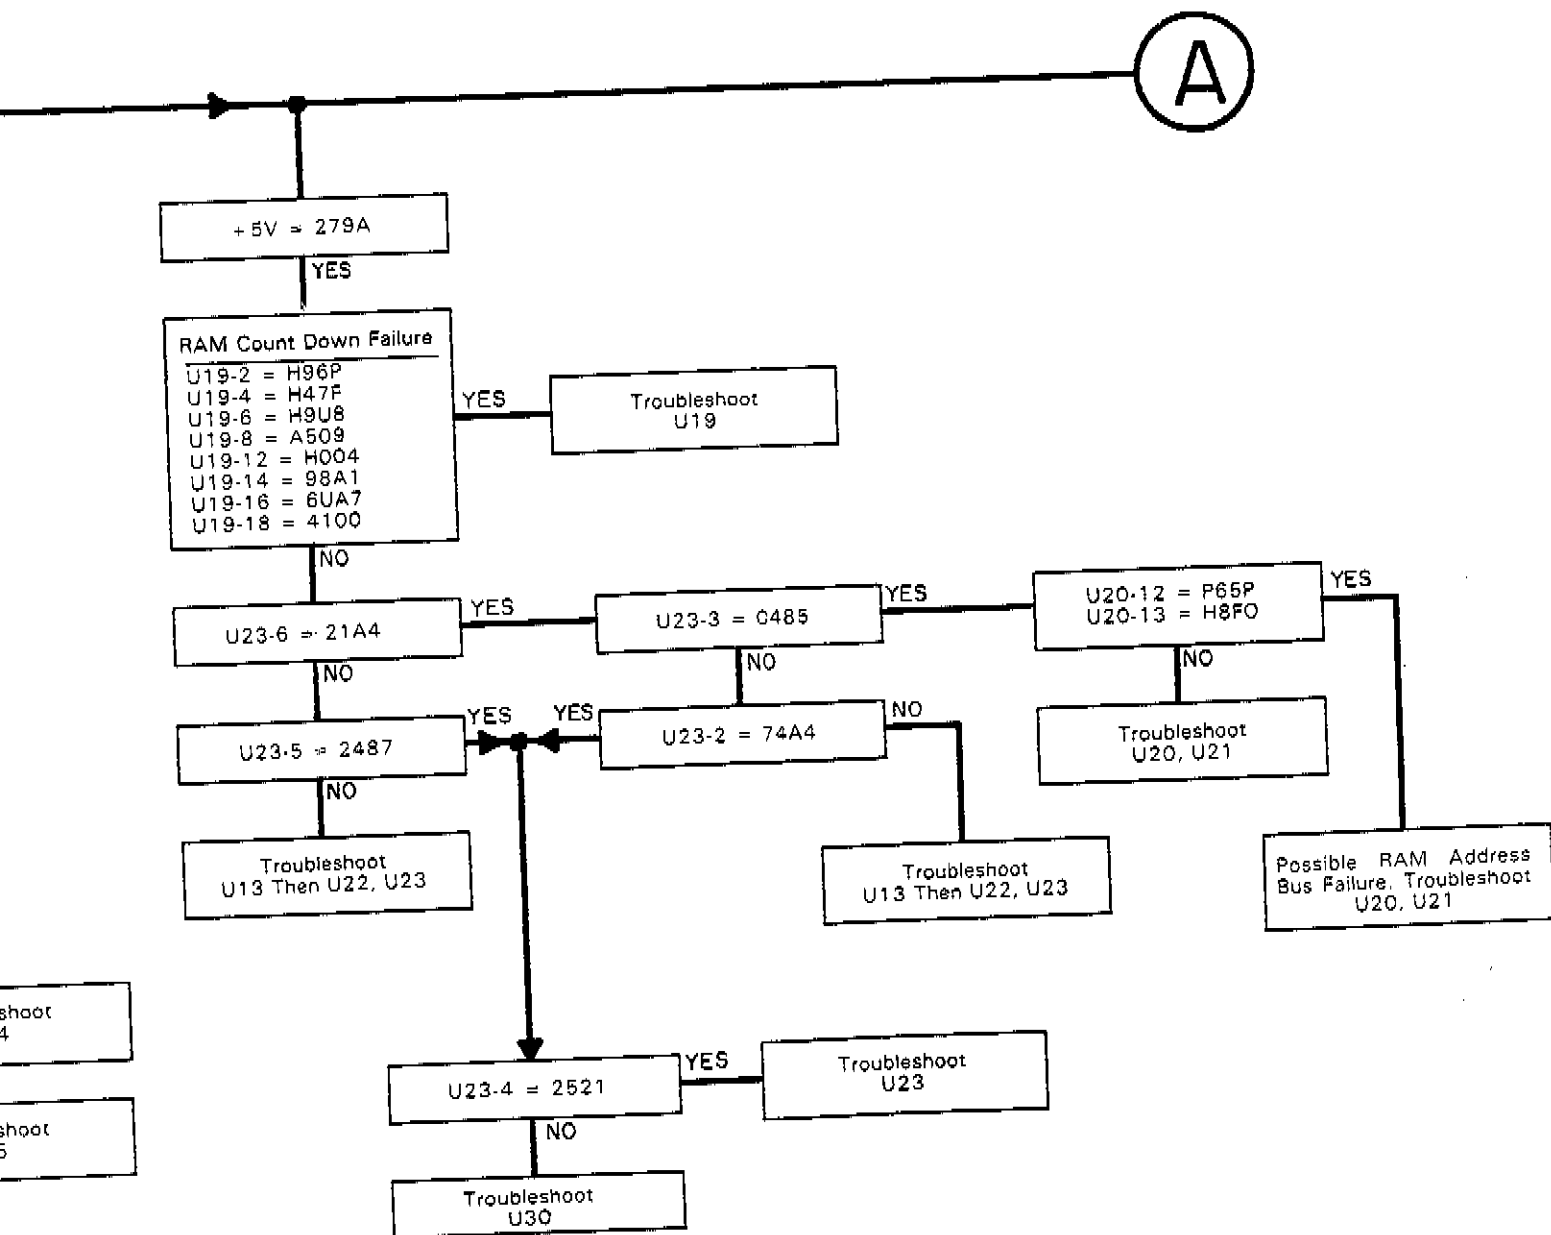 A
+5V = 279A
YES
RAM Count Down Failure
U19-2 = H96P
U19-4 = H47F
U19-6 = H9U8
U19-8 = A509
U19-12 = H004
U19-14 = 98A1
U19-16 = 6UA7
U19-18 = 4100
YES
Troubleshoot
U19
NO
U23-6 = 21A4
YES
U23-3 = 0485
YES
U20-12 = P65P
U20-13 = H8F0
YES
NO
NO
NO
U23-5 = 2487
YES
YES
U23-2 = 74A4
NO
Troubleshoot
U20, U21
NO
Troubleshoot
U13 Then U22, U23
Troubleshoot
U13 Then U22, U23
Possible RAM Address
Bus Failure. Troubleshoot
U20, U21
shoot
4
U23-4 = 2521
YES
Troubleshoot
U23
shoot
5
NO
Troubleshoot
U30